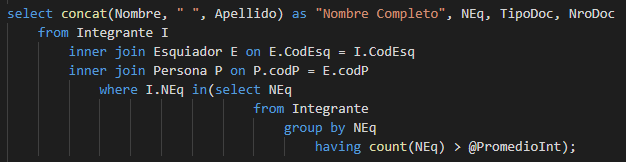 select concat(Nombre, " ", Apellido) as "Nombre Completo", NEq, TipoDoc, NroDoc
from Integrante I
inner join Esquiador E on E.CodEsq = I.CodEsq
inner join Persona P on P.codP = E.codP
where I.NEq in(select NEq
from Integrante
group by NEq
having count(NEq) > @PromedioInt);